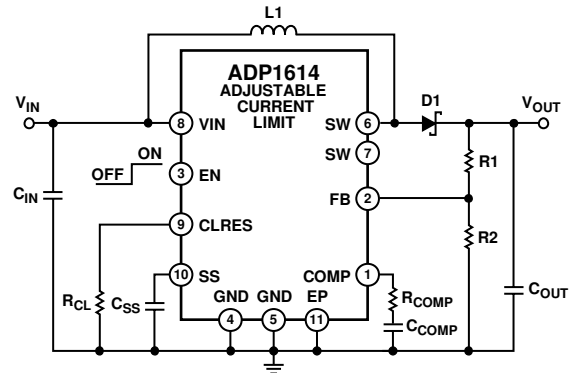 L1
ADP1614
ADJUSTABLE
CURRENT
LIMIT
VIN
VOUT
D1
8 VIN
SW 6
SW 7
ON
OFF
3 EN
R1
CIN
FB 2
9 CLRES
R2
10 SS
COMP 1
RCL
CSS
GND GND EP
4 5 11
RCOMP
CCOMP
COUT